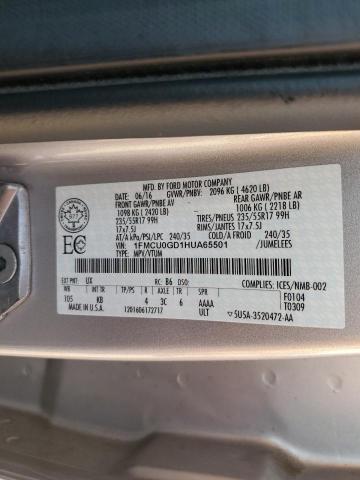 MFD. BY FORD MOTOR COMPANY
DATE: 06/16 GVWR/PNBV: 2096 KG ( 4620 LB)
FRONT GAWR/PNBE AV REAR GAWR/PNBE AR
1098 KG ( 2420 LB) 1006 KG ( 2218 LB)
235/55R17 99H TIRES/PNEUS 235/55R17 99H
17x7.5J RIMS/JANTES 17x7.5J
AT/A kPa/PSI/LPC 240/35 COLD/A FROID 240/35
VIN: 1FMCU0GD1HUA65501 /JUMELEES
TYPE: MPV/VTUM
EC
EXT PNT: UX RC: B6 DSO: COMPLIES: ICES/NMB-002
WB INT TR TP/PS R AXLE TR SPR F0104
105 KB 4 3C 6 AAAA T0309
1201606172717 ULT 5U5A-3520472-AA